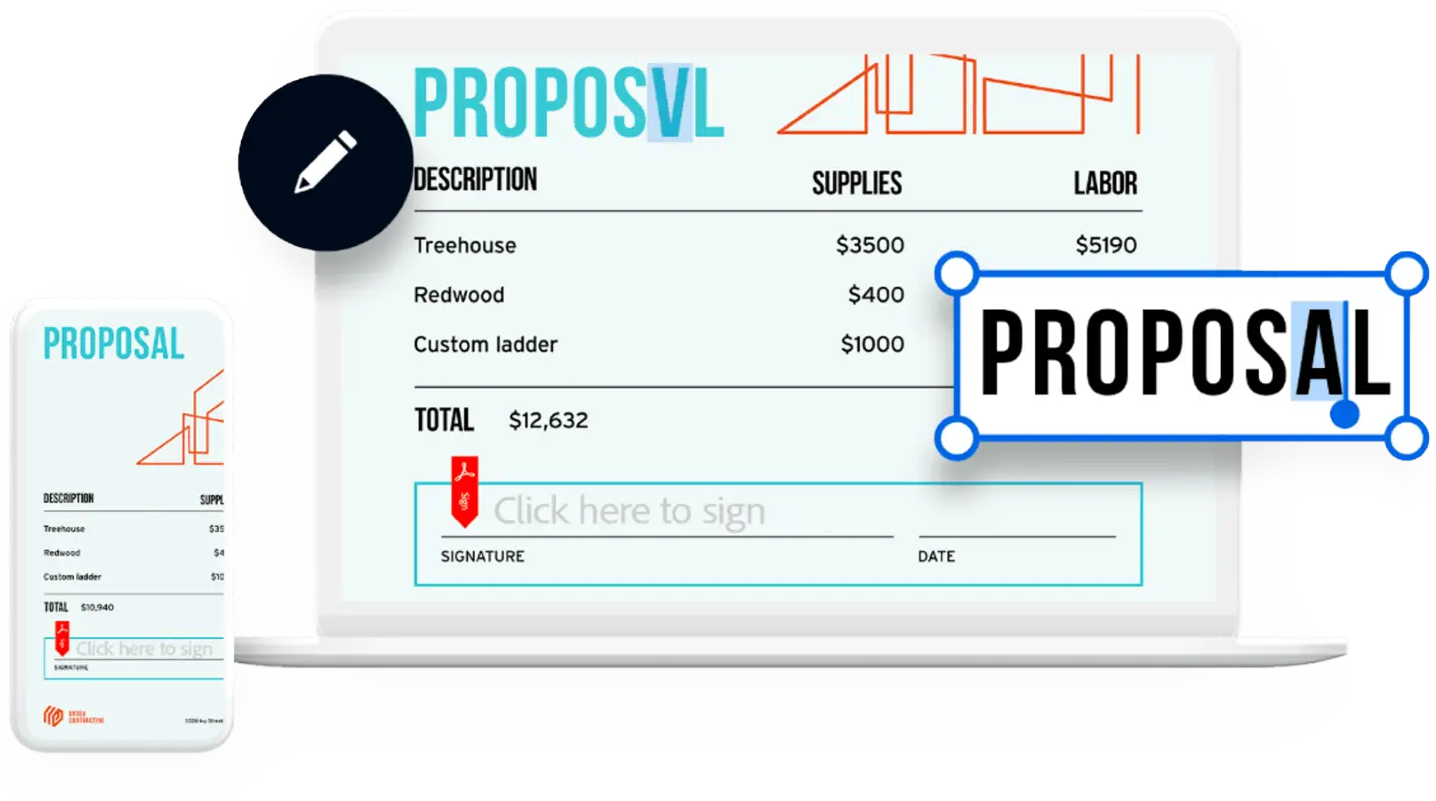 PROPOSVL
DESCRIPTION SUPPLIES LABOR
Treehouse $3500 $5190
Redwood $400
Custom ladder $1000
TOTAL $12,632
Sign
Click here to sign
SIGNATURE DATE
PROPOSAL
PROPOSAL
DESCRIPTION SUPPL
Treehouse $35
Redwood $4
Custom ladder $10
TOTAL $10,940
Click here to sign
SIGNATURE